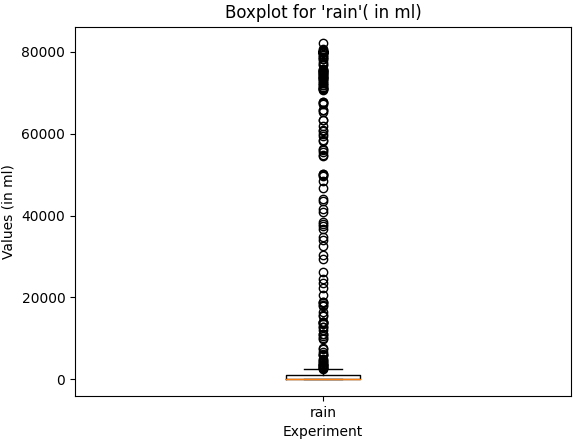 Boxplot for 'rain'( in ml)
80000
60000
40000
20000
0
Values (in ml)
rain
Experiment